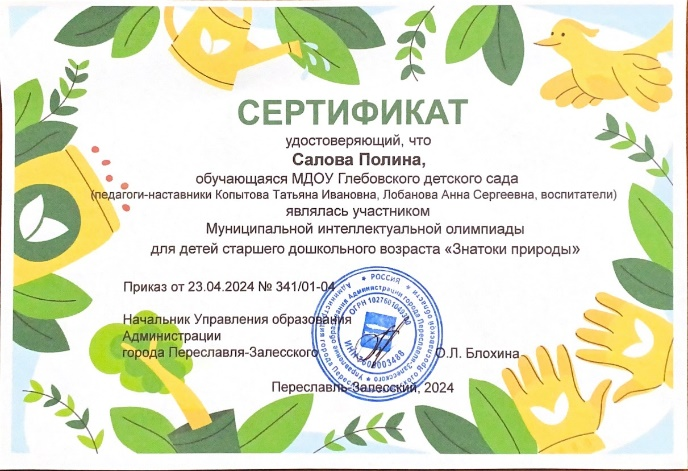 СЕРТИФИКАТ
удостоверяющий, что
Салова Полина,
обучающаяся МДОУ Глебовского детского сада
(педагоги-наставники Копытова Татьяна Ивановна, Лобанова Анна Сергеевна, воспитатели)
являлась участником
Муниципальной интеллектуальной олимпиады
для детей старшего дошкольного возраста «Знатоки природы»
Приказ от 23.04.2024 № 341/01-04
Начальник Управления образования
Администрации
города Переславля-Залесского О.Л. Блохина
РОССИЯ
Переславль-Залесский, 2024